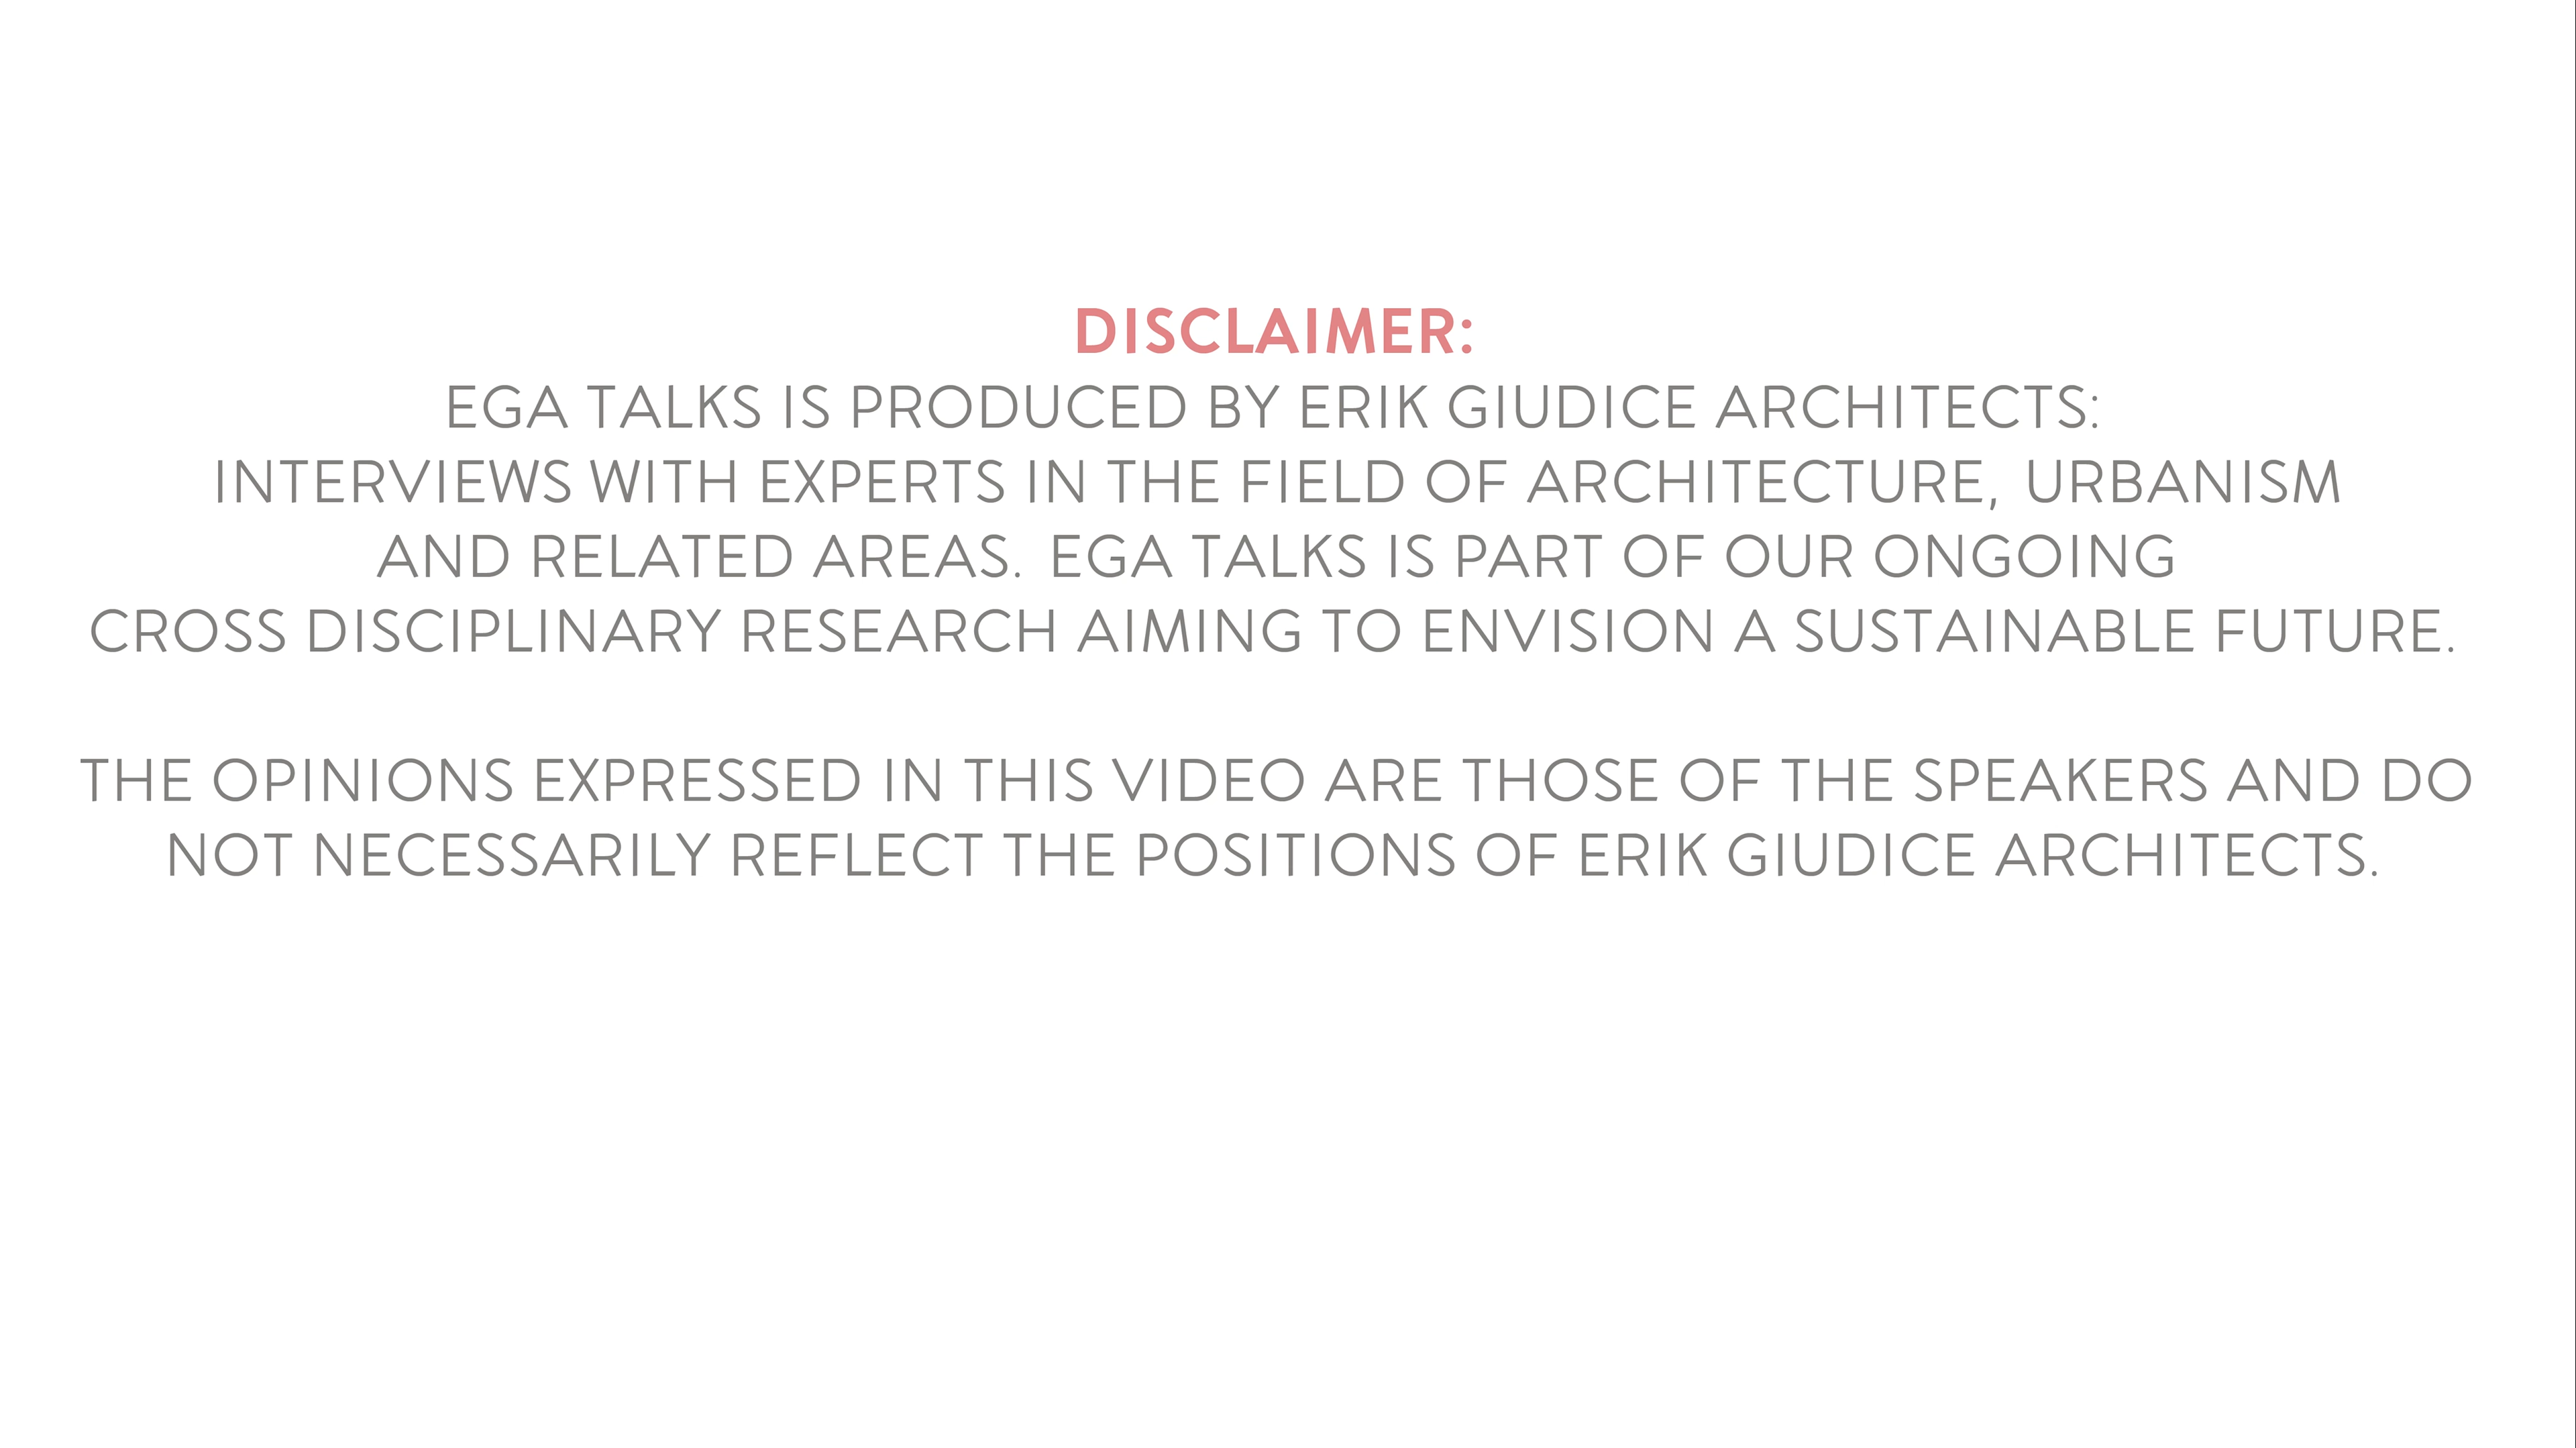 DISCLAIMER:
EGA TALKS IS PRODUCED BY ERIK GIUDICE ARCHITECTS:
INTERVIEWS WITH EXPERTS IN THE FIELD OF ARCHITECTURE, URBANISM
AND RELATED AREAS. EGA TALKS IS PART OF OUR ONGOING
CROSS DISCIPLINARY RESEARCH AIMING TO ENVISION A SUSTAINABLE FUTURE.
THE OPINIONS EXPRESSED IN THIS VIDEO ARE THOSE OF THE SPEAKERS AND DO
NOT NECESSARILY REFLECT THE POSITIONS OF ERIK GIUDICE ARCHITECTS.